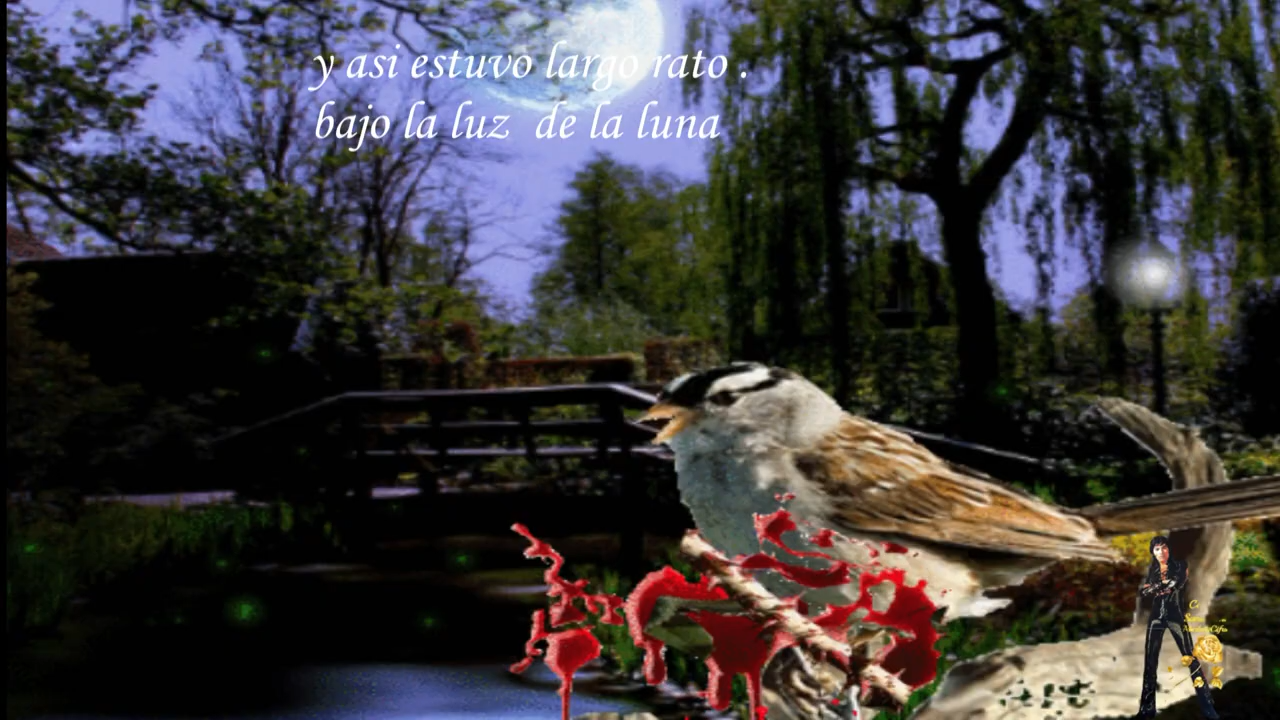 y asi estuvo largo rato .
bajo la luz de la luna